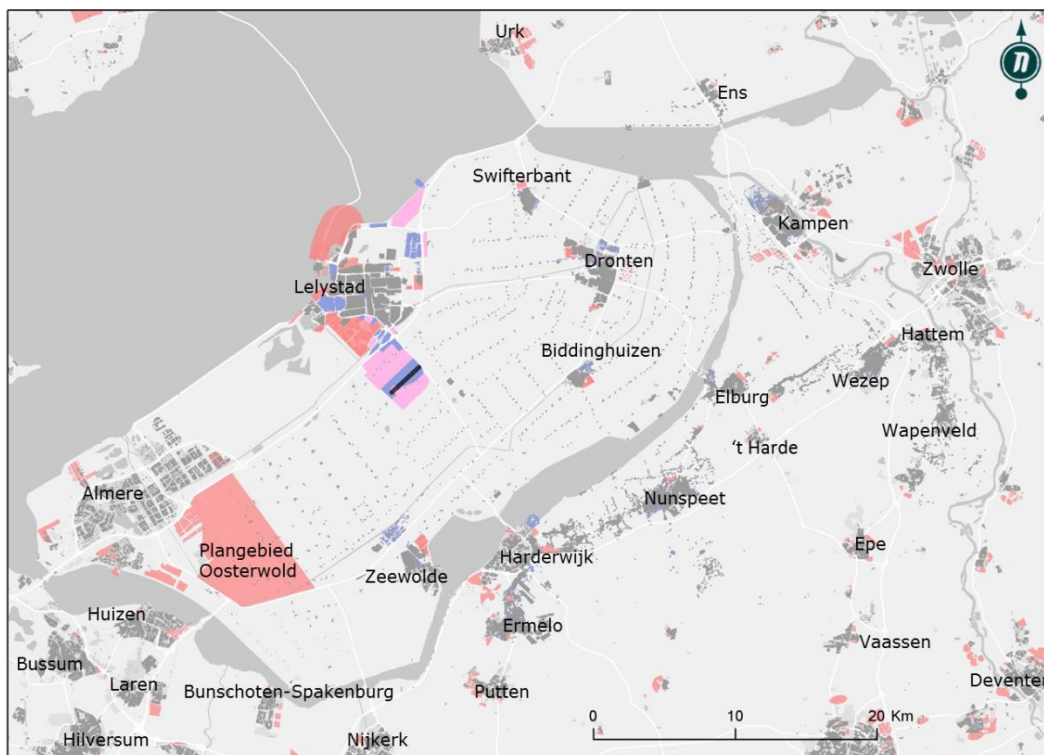 Urk
N
Ens
Swifterbant
Kampen
Dronten
Zwolle
Lelystad
Hattem
Biddinghuizen
Wezep
Elburg
Wapenveld
‘t Harde
Almere
Nunspeet
Plangebied
Oosterwold
Epe
Harderwijk
Zeewolde
Huizen
Ermelo
Vaassen
Bussum
Laren
Bunschoten-Spakenburg
Putten
Deventer
0 10 20 Km
Hilversum
Nijkerk